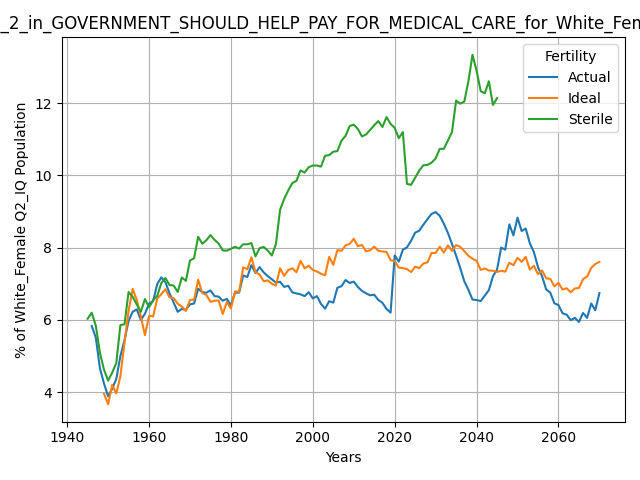 _2_in_GOVERNMENT_SHOULD_HELP_PAY_FOR_MEDICAL_CARE_for_White_Fem
Fertility
Actual
Ideal
Sterile
% of White_Female Q2_IQ Population
12
10
8
6
4
1940
1960
1980
2000
2020
2040
2060
Years